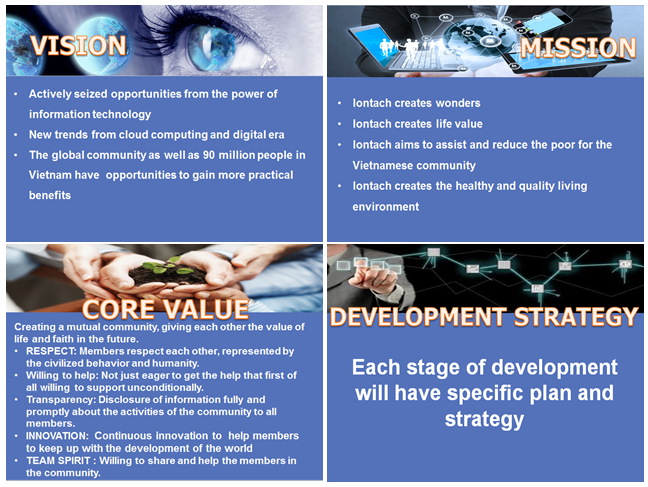 VISION
• Actively seized opportunities from the power of
information technology
• New trends from cloud computing and digital era
• The global community as well as 90 million people in
Vietnam have opportunities to gain more practical
benefits
MISSION
• Iontach creates wonders
• Iontach creates life value
• Iontach aims to assist and reduce the poor for the
Vietnamese community
• Iontach creates the healthy and quality living
environment
CORE VALUE
Creating a mutual community, giving each other the value of
life and faith in the future.
• RESPECT: Members respect each other, represented by
the civilized behavior and humanity.
• Willing to help: Not just eager to get the help that first of
all willing to support unconditionally.
• Transparency: Disclosure of information fully and
promptly about the activities of the community to all
members.
• INNOVATION: Continuous innovation to help members
to keep up with the development of the world
• TEAM SPIRIT : Willing to share and help the members in
the community.
DEVELOPMENT STRATEGY
Each stage of development
will have specific plan and
strategy